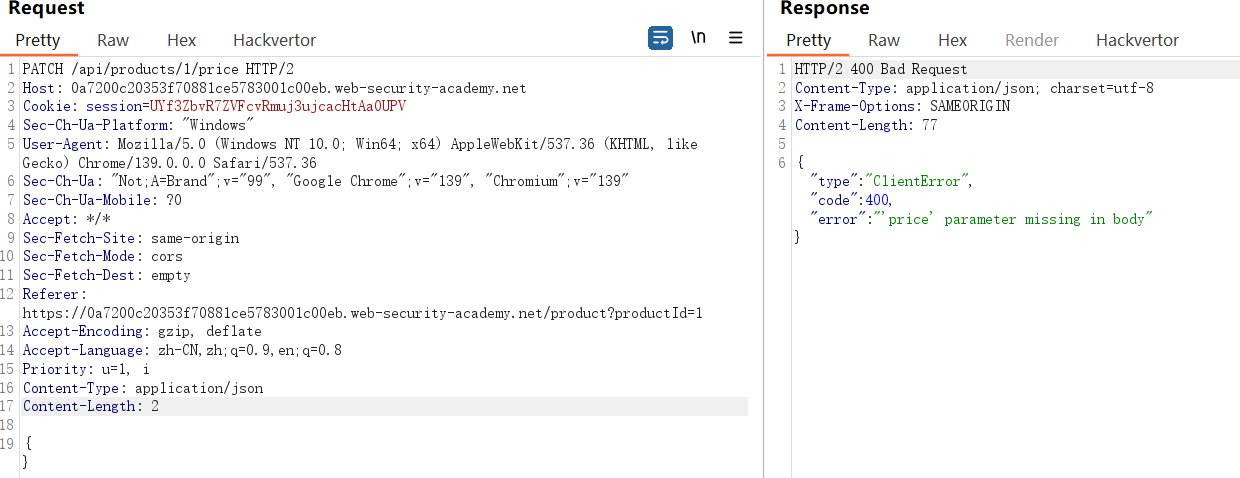 Request
Pretty Raw Hex Hackvertor \n
1 PATCH /api/products/1/price HTTP/2
2 Host: 0a7200c20353f70881ce5783001c00eb.web-security-academy.net
3 Cookie: session=UYf3ZbvR7ZVFcvRmuj3ujcacHtAa0UPV
4 Sec-Ch-Ua-Platform: "Windows"
5 User-Agent: Mozilla/5.0 (Windows NT 10.0; Win64; x64) AppleWebKit/537.36 (KHTML, like
Gecko) Chrome/139.0.0.0 Safari/537.36
6 Sec-Ch-Ua: "Not;A=Brand";v="99", "Google Chrome";v="139", "Chromium";v="139"
7 Sec-Ch-Ua-Mobile: ?0
8 Accept: */*
9 Sec-Fetch-Site: same-origin
10 Sec-Fetch-Mode: cors
11 Sec-Fetch-Dest: empty
12 Referer:
https://0a7200c20353f70881ce5783001c00eb.web-security-academy.net/product?productId=1
13 Accept-Encoding: gzip, deflate
14 Accept-Language: zh-CN,zh;q=0.9,en;q=0.8
15 Priority: u=1, i
16 Content-Type: application/json
17 Content-Length: 2
18
19 {
}
Response
Pretty Raw Hex Render Hackvertor
1 HTTP/2 400 Bad Request
2 Content-Type: application/json; charset=utf-8
3 X-Frame-Options: SAMEORIGIN
4 Content-Length: 77
5
6 {
"type":"ClientError",
"code":400,
"error":"'price' parameter missing in body"
}